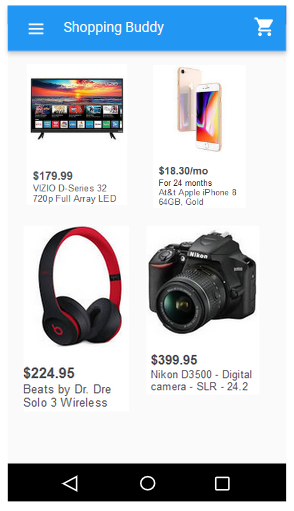 Shopping Buddy
$179.99
VIZIO D-Series 32
720p Full Array LED
$18.30/mo
For 24 months
At&t Apple iPhone 8
64GB, Gold
$224.95
Beats by Dr. Dre
Solo 3 Wireless
Nikon
$399.95
Nikon D3500 - Digital
camera - SLR - 24.2